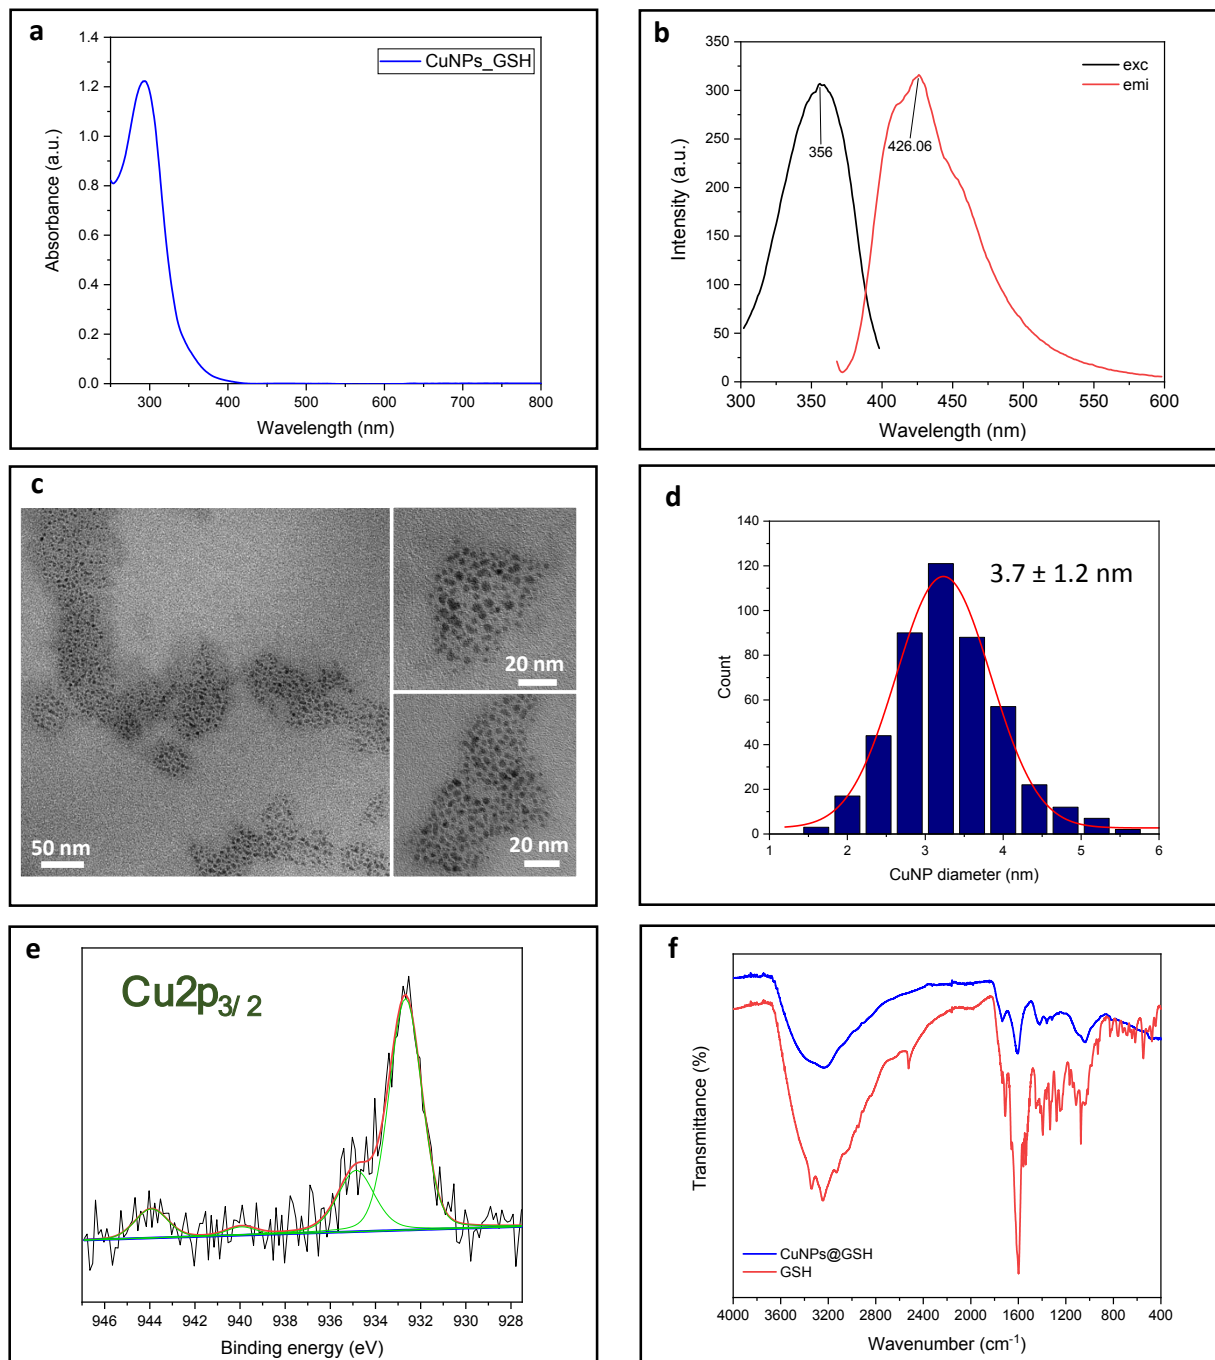 a
1.4
1.2
1.0
0.8
0.6
0.4
0.2
0.0
CuNPs_GSH
Absorbance (a.u.)
300 400 500 600 700 800
Wavelength (nm)
b
350
300
250
200
150
100
50
0
exc
emi
356
426.06
Intensity (a.u.)
300 350 400 450 500 550 600
Wavelength (nm)
c
50 nm
20 nm
20 nm
d
140
120
100
80
60
40
20
0
3.7 ± 1.2 nm
Count
1 2 3 4 5 6
CuNP diameter (nm)
e
Cu2p3/2
946 944 942 940 938 936 934 932 930 928
Binding energy (eV)
f
Transmittance (%)
CuNPs@GSH
GSH
4000 3200 2400 2000 1600 1200 800 400
Wavenumber (cm-1)